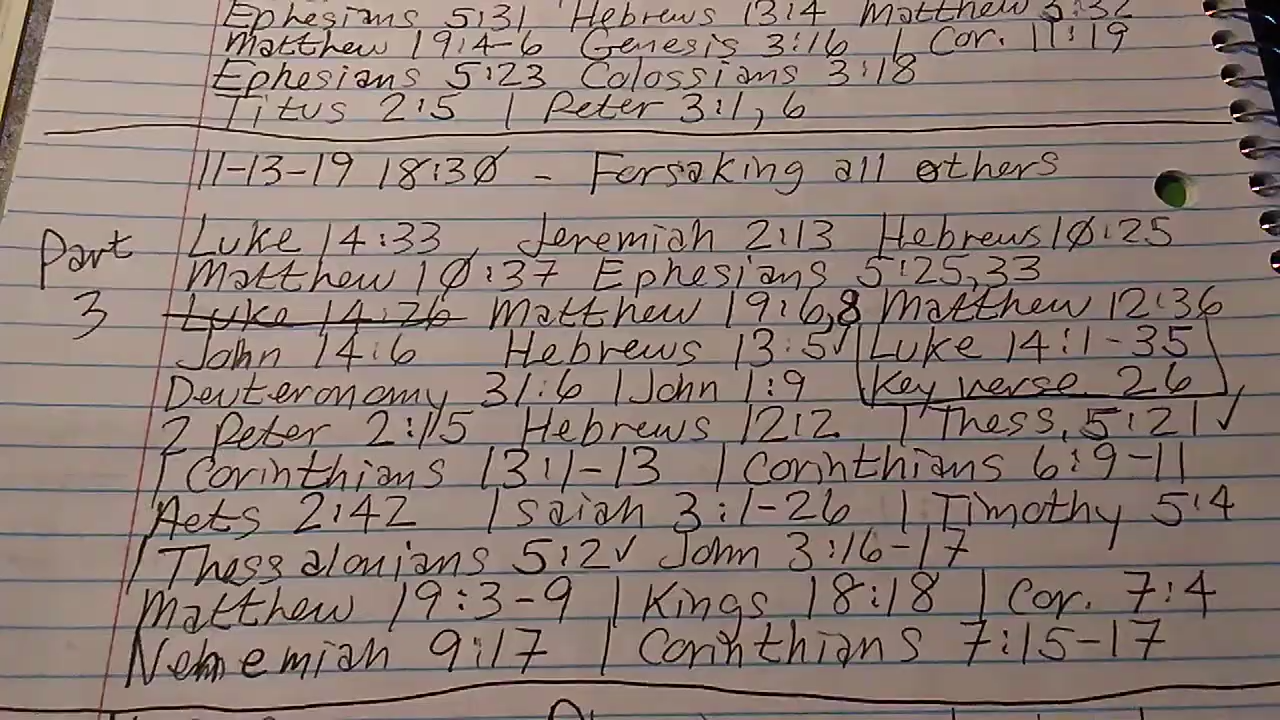 Ephesians 5:31 Hebrews 13:4 Matthew 5:32
Matthew 19:4-6 Genesis 3:16 1 Cor. 11:19
Ephesians 5:23 Colossians 3:18
Titus 2:5 1 Peter 3:1, 6
11-13-19 18:30 - Forsaking all others
Part 3
Luke 14:33, Jeremiah 2:13 Hebrews 10:25
Matthew 10:37 Ephesians 5:25,33
Luke 14:26 Matthew 19:6,8 Matthew 12:36
John 14:6 Hebrews 13:5✓ Luke 14:1-35
Deuteronomy 31:6 1 John 1:9 Key verse 26
2 Peter 2:15 Hebrews 12:2 1 Thess. 5:21 ✓
1 Corinthians 13:1-13 1 Corinthians 6:9-11
Acts 2:42 Isaiah 3:1-26 1 Timothy 5:4
1 Thessalonians 5:2✓ John 3:16-17
Matthew 19:3-9 1 Kings 18:18 1 Cor. 7:4
Nehemiah 9:17 1 Corinthians 7:15-17